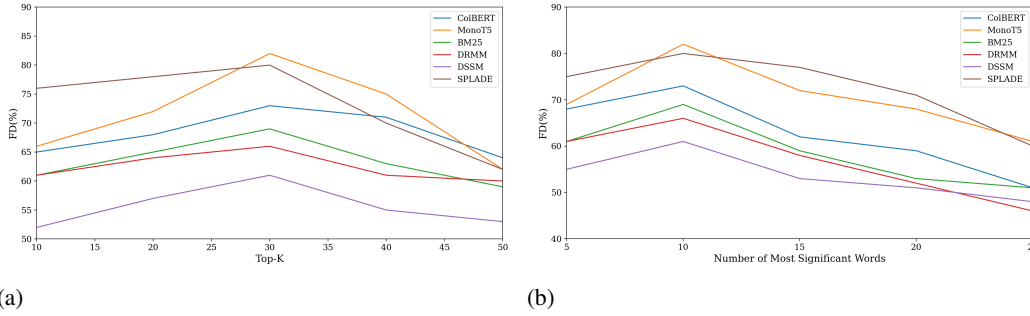 90
85
80
75
70
65
60
55
50
FD(%)
10 15 20 25 30 35 40 45 50
Top-K
ColBERT
MonoT5
BM25
DRMM
DSSM
SPLADE
90
80
70
60
50
40
FD(%)
5 10 15 20
Number of Most Significant Words
ColBERT
MonoT5
BM25
DRMM
DSSM
SPLADE
(a)
(b)